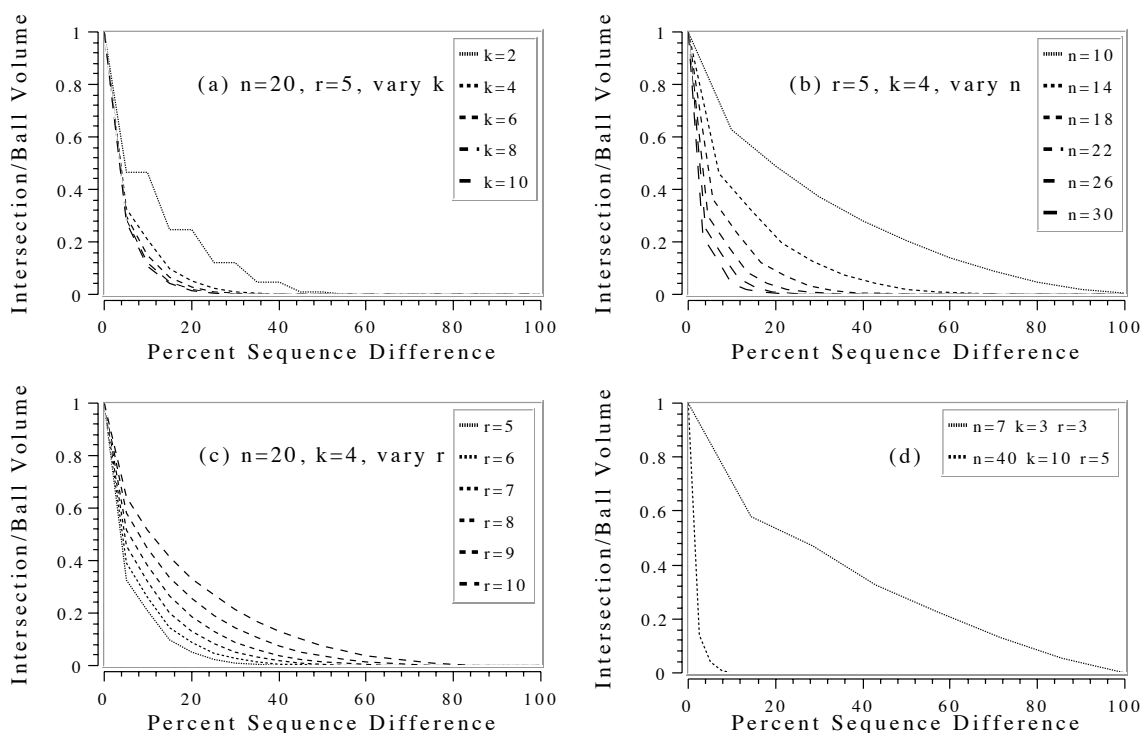 Intersection/Ball Volume
1
0.8
0.6
0.4
0.2
0
(a) n=20, r=5, vary k
k=2
k=4
k=6
k=8
k=10
0 20 40 60 80 100
Percent Sequence Difference
Intersection/Ball Volume
1
0.8
0.6
0.4
0.2
0
(b) r=5, k=4, vary n
n=10
n=14
n=18
n=22
n=26
n=30
0 20 40 60 80 100
Percent Sequence Difference
Intersection/Ball Volume
1
0.8
0.6
0.4
0.2
0
(c) n=20, k=4, vary r
r=5
r=6
r=7
r=8
r=9
r=10
0 20 40 60 80 100
Percent Sequence Difference
Intersection/Ball Volume
1
0.8
0.6
0.4
0.2
0
(d)
n=7 k=3 r=3
n=40 k=10 r=5
0 20 40 60 80 100
Percent Sequence Difference